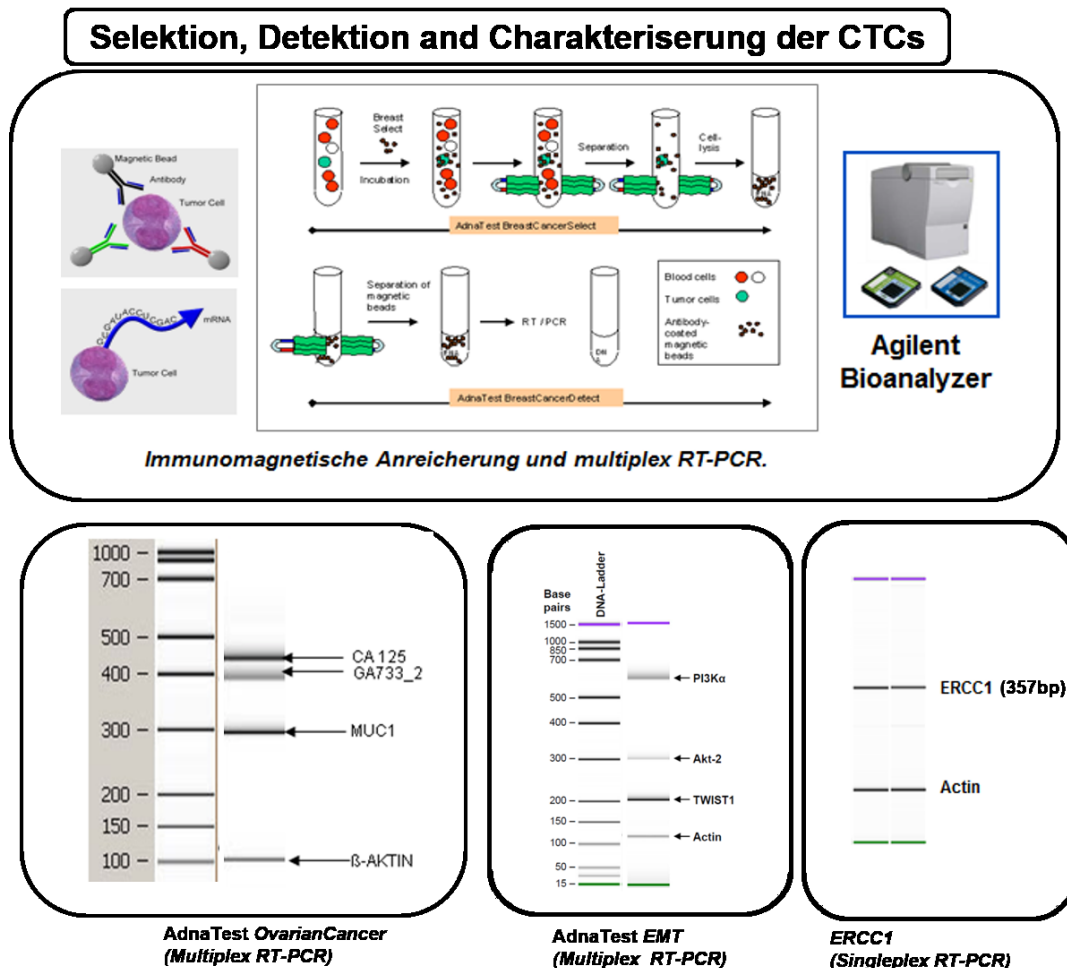 Selektion, Detektion and Charakteriserung der CTCs
Magnetic Bead
Antibody
Tumor Cell
mRNA
Tumor Cell
Breast
Select
Incubation
Separation
Cell-
lysis
AdnaTest BreastCancerSelect
Separation of
magnetic
beads
RT / PCR
Blood cells
Tumor cells
Antibody-
coated
magnetic
beads
AdnaTest BreastCancerDetect
Agilent
Bioanalyzer
Immunomagnetische Anreicherung und multiplex RT-PCR.
1000
700
500
400
300
200
150
100
CA125
GA733_2
MUC1
ß-AKTIN
AdnaTest OvarianCancer
(Multiplex RT-PCR)
Base
pairs
DNA-Ladder
1500
1000
850
700
500
400
300
200
150
100
50
15
PI3Kα
Akt-2
TWIST1
Actin
AdnaTest EMT
(Multiplex RT-PCR)
ERCC1 (357bp)
Actin
ERCC1
(Singleplex RT-PCR)